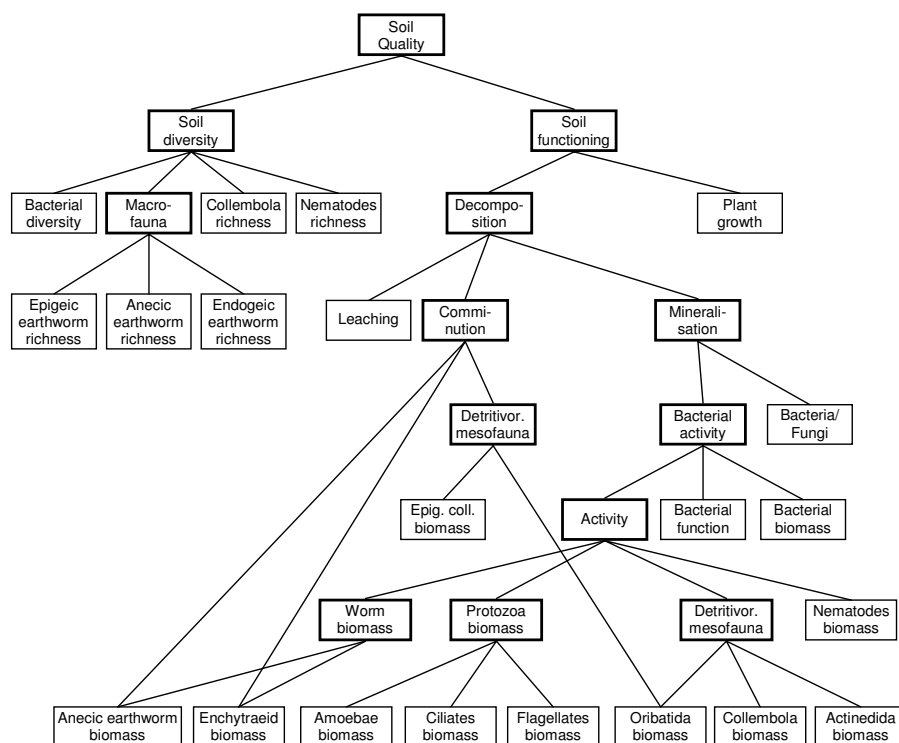 Soil
Quality
Soil
diversity
Soil
functioning
Bacterial
diversity
Macro-
fauna
Collembola
richness
Nematodes
richness
Decompo-
sition
Plant
growth
Epigeic
earthworm
richness
Anecic
earthworm
richness
Endogeic
earthworm
richness
Leaching
Commi-
nution
Minerali-
sation
Detritivor.
mesofauna
Bacterial
activity
Bacteria/
Fungi
Epig. coll.
biomass
Activity
Bacterial
function
Bacterial
biomass
Worm
biomass
Protozoa
biomass
Detritivor.
mesofauna
Nematodes
biomass
Anecic earthworm
biomass
Enchytraeid
biomass
Amoebae
biomass
Ciliates
biomass
Flagellates
biomass
Oribatida
biomass
Collembola
biomass
Actinedida
biomass